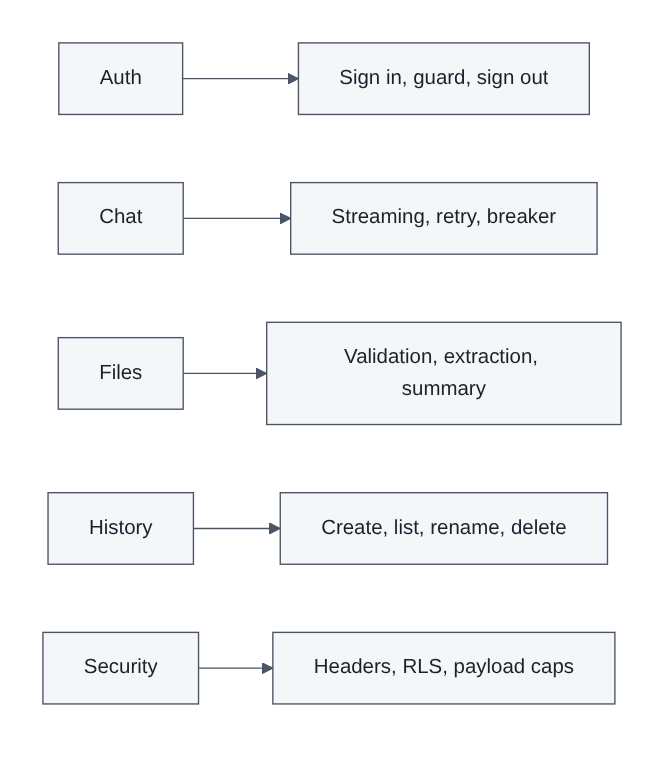 Auth
Sign in, guard, sign out
Chat
Streaming, retry, breaker
Files
Validation, extraction,
summary
History
Create, list, rename, delete
Security
Headers, RLS, payload caps